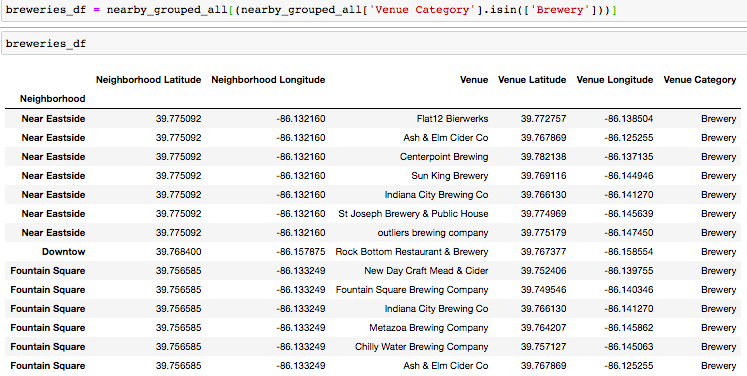 breweries_df = nearby_grouped_all[(nearby_grouped_all['Venue Category'].isin(['Brewery']))]
breweries_df
Neighborhood Latitude Neighborhood Longitude Venue Venue Latitude Venue Longitude Venue Category
Neighborhood
Near Eastside 39.775092 -86.132160 Flat12 Bierwerks 39.772757 -86.138504 Brewery
Near Eastside 39.775092 -86.132160 Ash & Elm Cider Co 39.767869 -86.125255 Brewery
Near Eastside 39.775092 -86.132160 Centerpoint Brewing 39.782138 -86.137135 Brewery
Near Eastside 39.775092 -86.132160 Sun King Brewery 39.769116 -86.144946 Brewery
Near Eastside 39.775092 -86.132160 Indiana City Brewing Co 39.766130 -86.141270 Brewery
Near Eastside 39.775092 -86.132160 St Joseph Brewery & Public House 39.774969 -86.145639 Brewery
Near Eastside 39.775092 -86.132160 outliers brewing company 39.775179 -86.147450 Brewery
Downtow 39.768400 -86.157875 Rock Bottom Restaurant & Brewery 39.767377 -86.158554 Brewery
Fountain Square 39.756585 -86.133249 New Day Craft Mead & Cider 39.752406 -86.139755 Brewery
Fountain Square 39.756585 -86.133249 Fountain Square Brewing Company 39.749546 -86.140346 Brewery
Fountain Square 39.756585 -86.133249 Indiana City Brewing Co 39.766130 -86.141270 Brewery
Fountain Square 39.756585 -86.133249 Metazoa Brewing Company 39.764207 -86.145862 Brewery
Fountain Square 39.756585 -86.133249 Chilly Water Brewing Company 39.757127 -86.145063 Brewery
Fountain Square 39.756585 -86.133249 Ash & Elm Cider Co 39.767869 -86.125255 Brewery